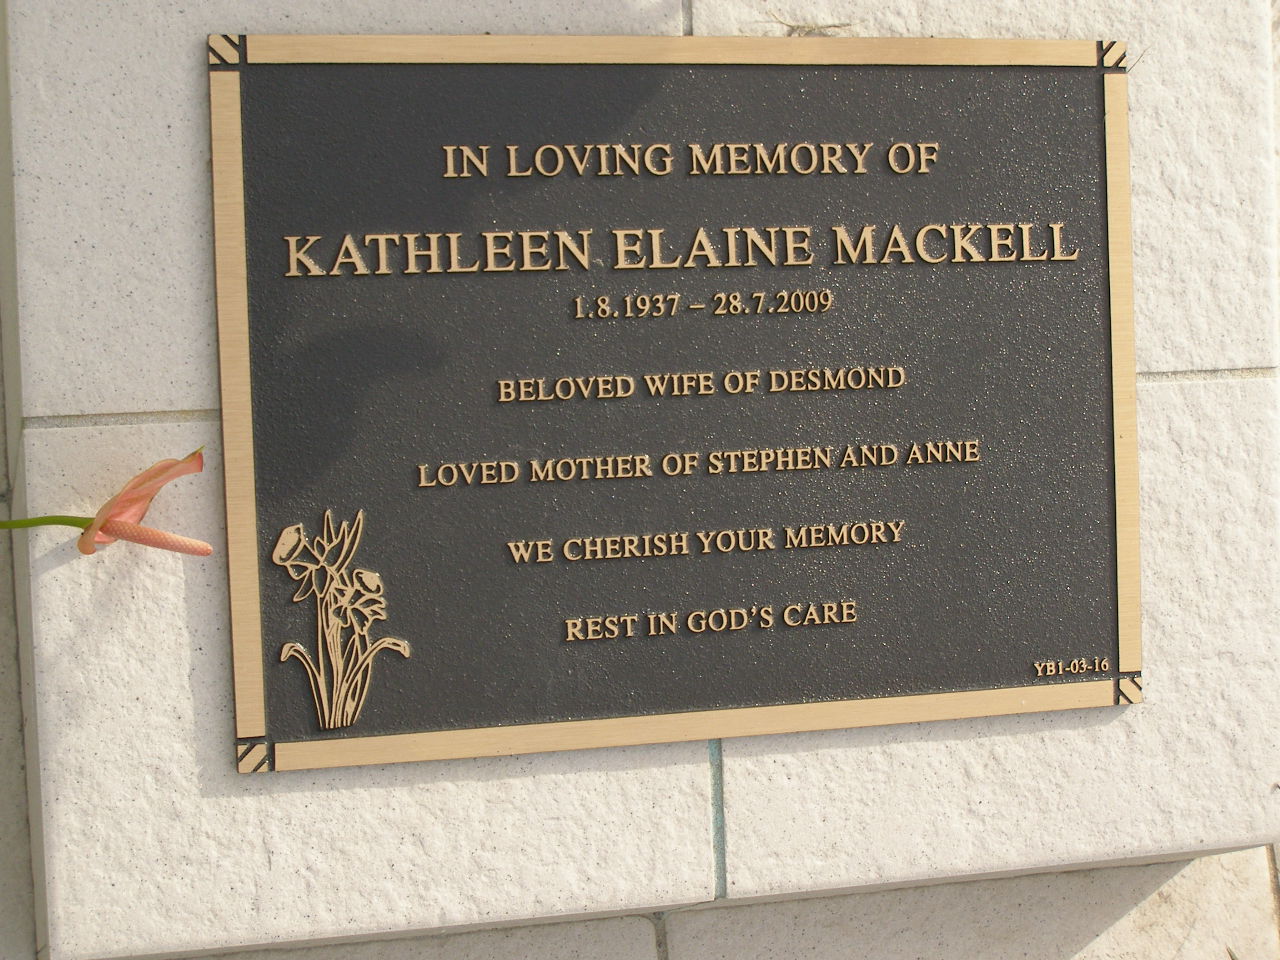 IN LOVING MEMORY OF
KATHLEEN ELAINE MACKELL
1.8.1937 – 28.7.2009
BELOVED WIFE OF DESMOND
LOVED MOTHER OF STEPHEN AND ANNE
WE CHERISH YOUR MEMORY
REST IN GOD'S CARE
YB1-03-16